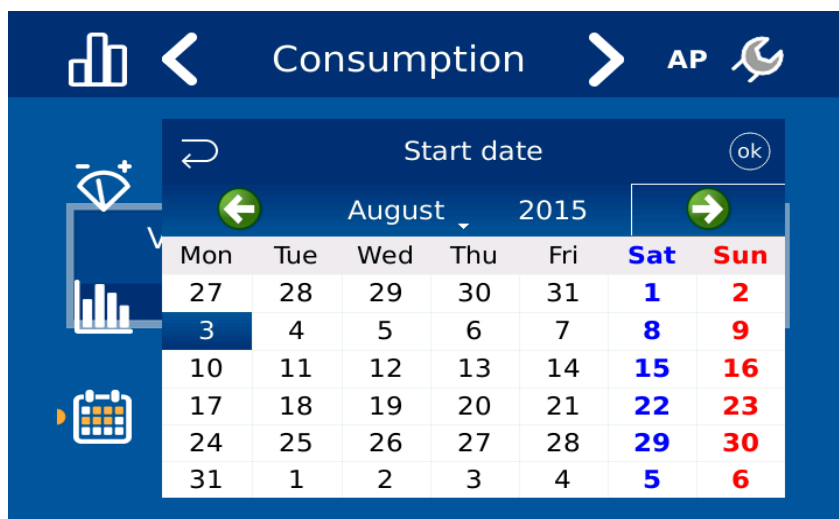 Consumption AP
Start date ok
August 2015
V
Mon Tue Wed Thu Fri Sat Sun
27 28 29 30 31 1 2
3 4 5 6 7 8 9
10 11 12 13 14 15 16
17 18 19 20 21 22 23
24 25 26 27 28 29 30
31 1 2 3 4 5 6